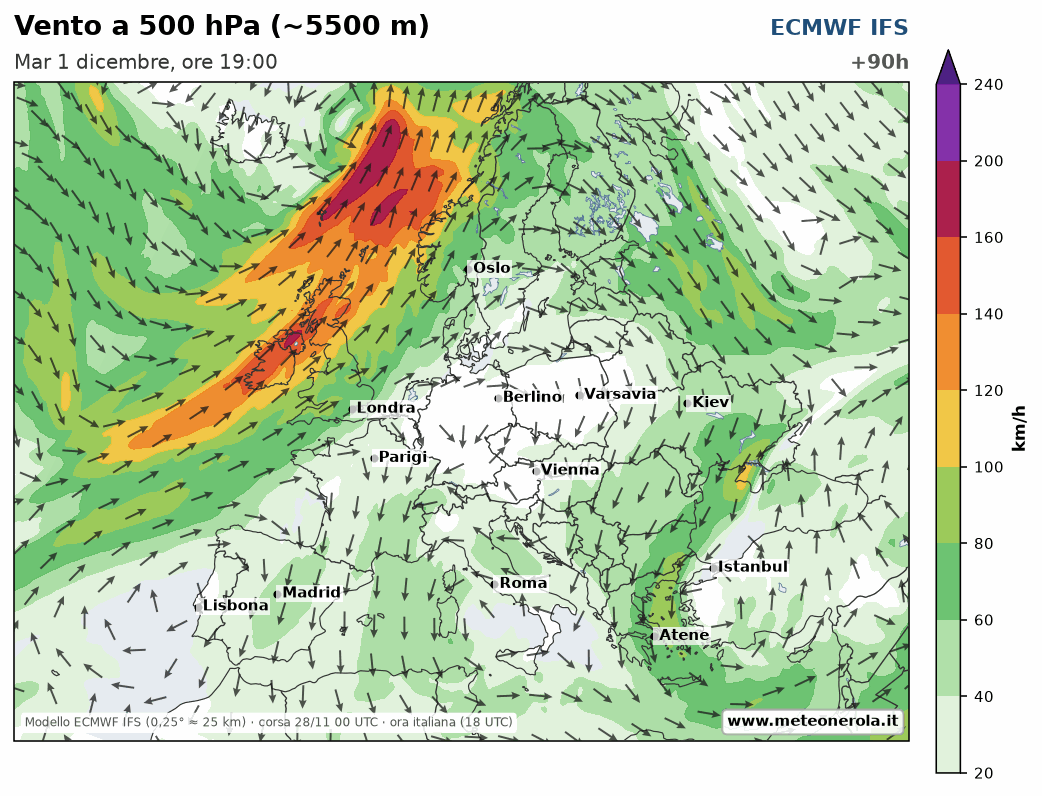 Vento a 500 hPa (~5500 m)
ECMWF IFS
Mar 1 dicembre, ore 19:00
+90h
240
200
160
140
120
100
80
60
40
20
km/h
Oslo
Londra
Berlino
Varsavia
Kiev
Parigi
Vienna
Istanbul
Roma
Madrid
Lisbona
Atene
Modello ECMWF IFS (0,25° ≈ 25 km) · corsa 28/11 00 UTC · ora italiana (18 UTC)
www.meteonerola.it